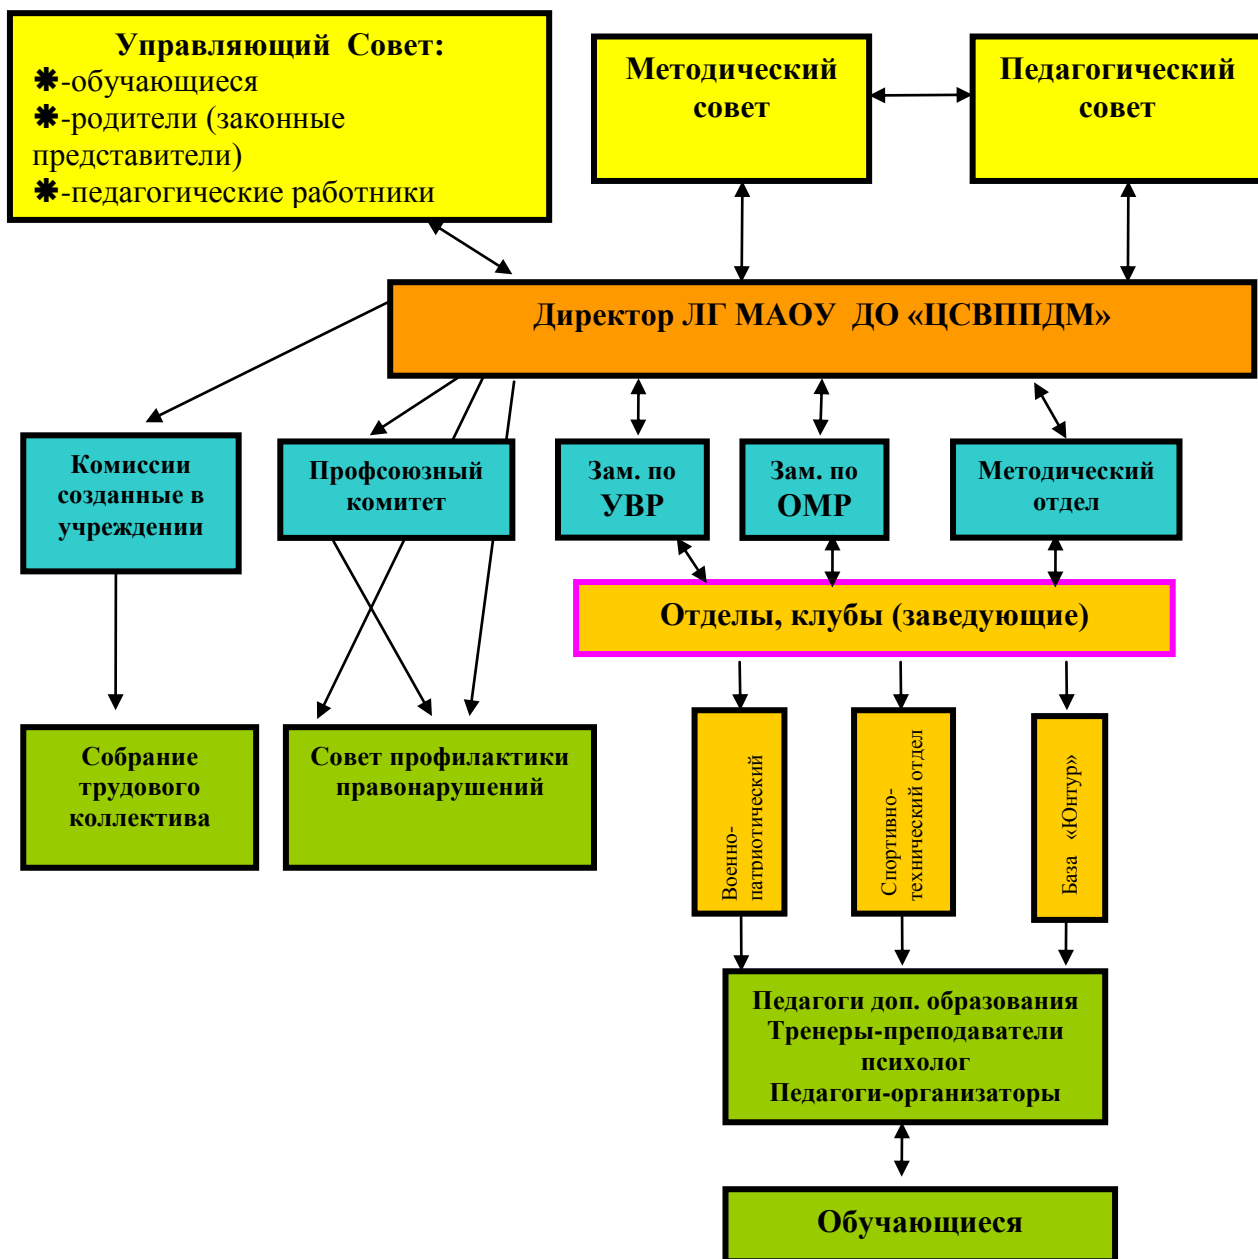 Управляющий Совет:
✱-обучающиеся
✱-родители (законные
представители)
✱-педагогические работники
Методический
совет
Педагогический
совет
Директор ЛГ МАОУ ДО «ЦСВППДМ»
Комиссии
созданные в
учреждении
Профсоюзный
комитет
Зам. по
УВР
Зам. по
ОМР
Методический
отдел
Отделы, клубы (заведующие)
Собрание
трудового
коллектива
Совет профилактики
правонарушений
Военно-
патриотический
Спортивно-
технический отдел
База «Юнтур»
Педагоги доп. образования
Тренеры-преподаватели
психолог
Педагоги-организаторы
Обучающиеся